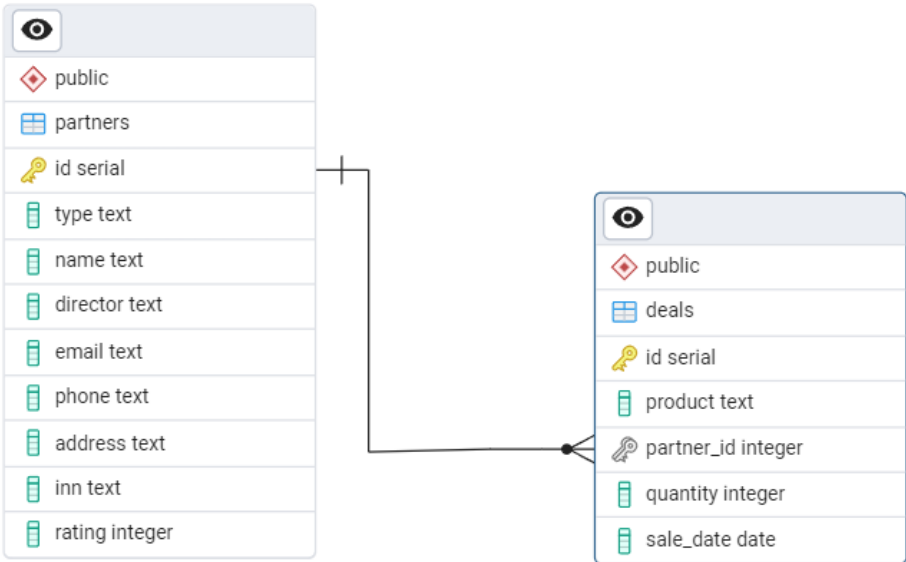 public
partners
id serial
type text
name text
director text
email text
phone text
address text
inn text
rating integer
public
deals
id serial
product text
partner_id integer
quantity integer
sale_date date